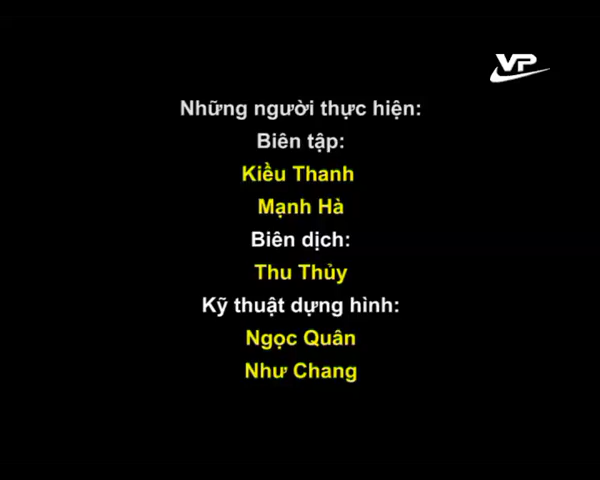 VP
Những người thực hiện:
Biên tập:
Kiều Thanh
Mạnh Hà
Biên dịch:
Thu Thủy
Kỹ thuật dựng hình:
Ngọc Quân
Như Chang